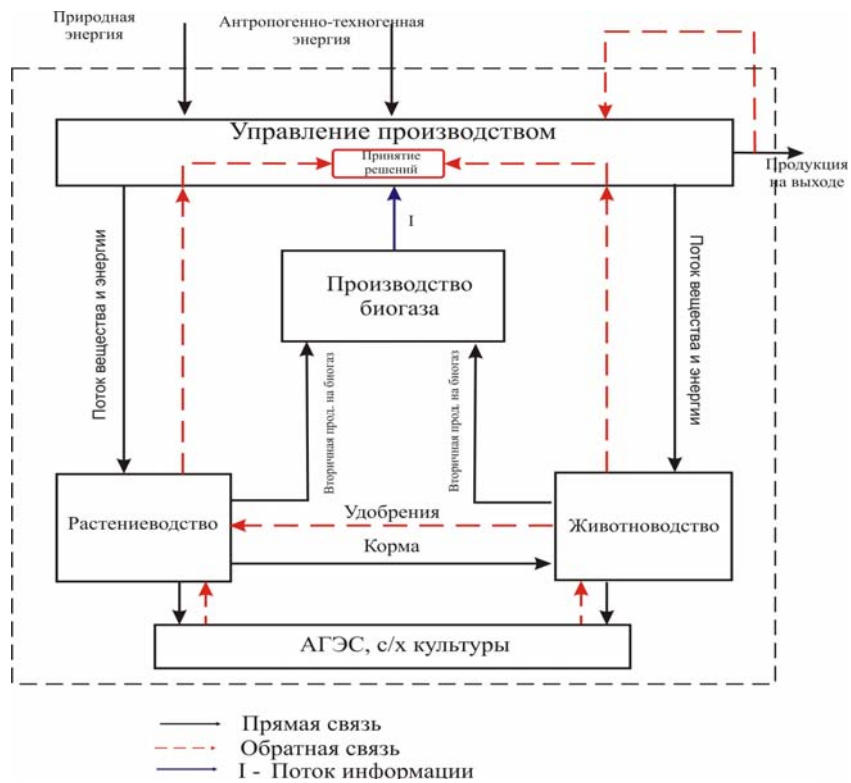 Природная
энергия
Антропогенно-техногенная
энергия
Управление производством
Принятие
решений
Продукция
на выходе
I
Поток вещества и энергии
Поток вещества и энергии
Производство
биогаза
Вторичная прод. на биогаз
Вторичная прод. на биогаз
Растениеводство
Удобрения
Корма
Животноводство
АГЭС, с/х культуры
Прямая связь
Обратная связь
I - Поток информации